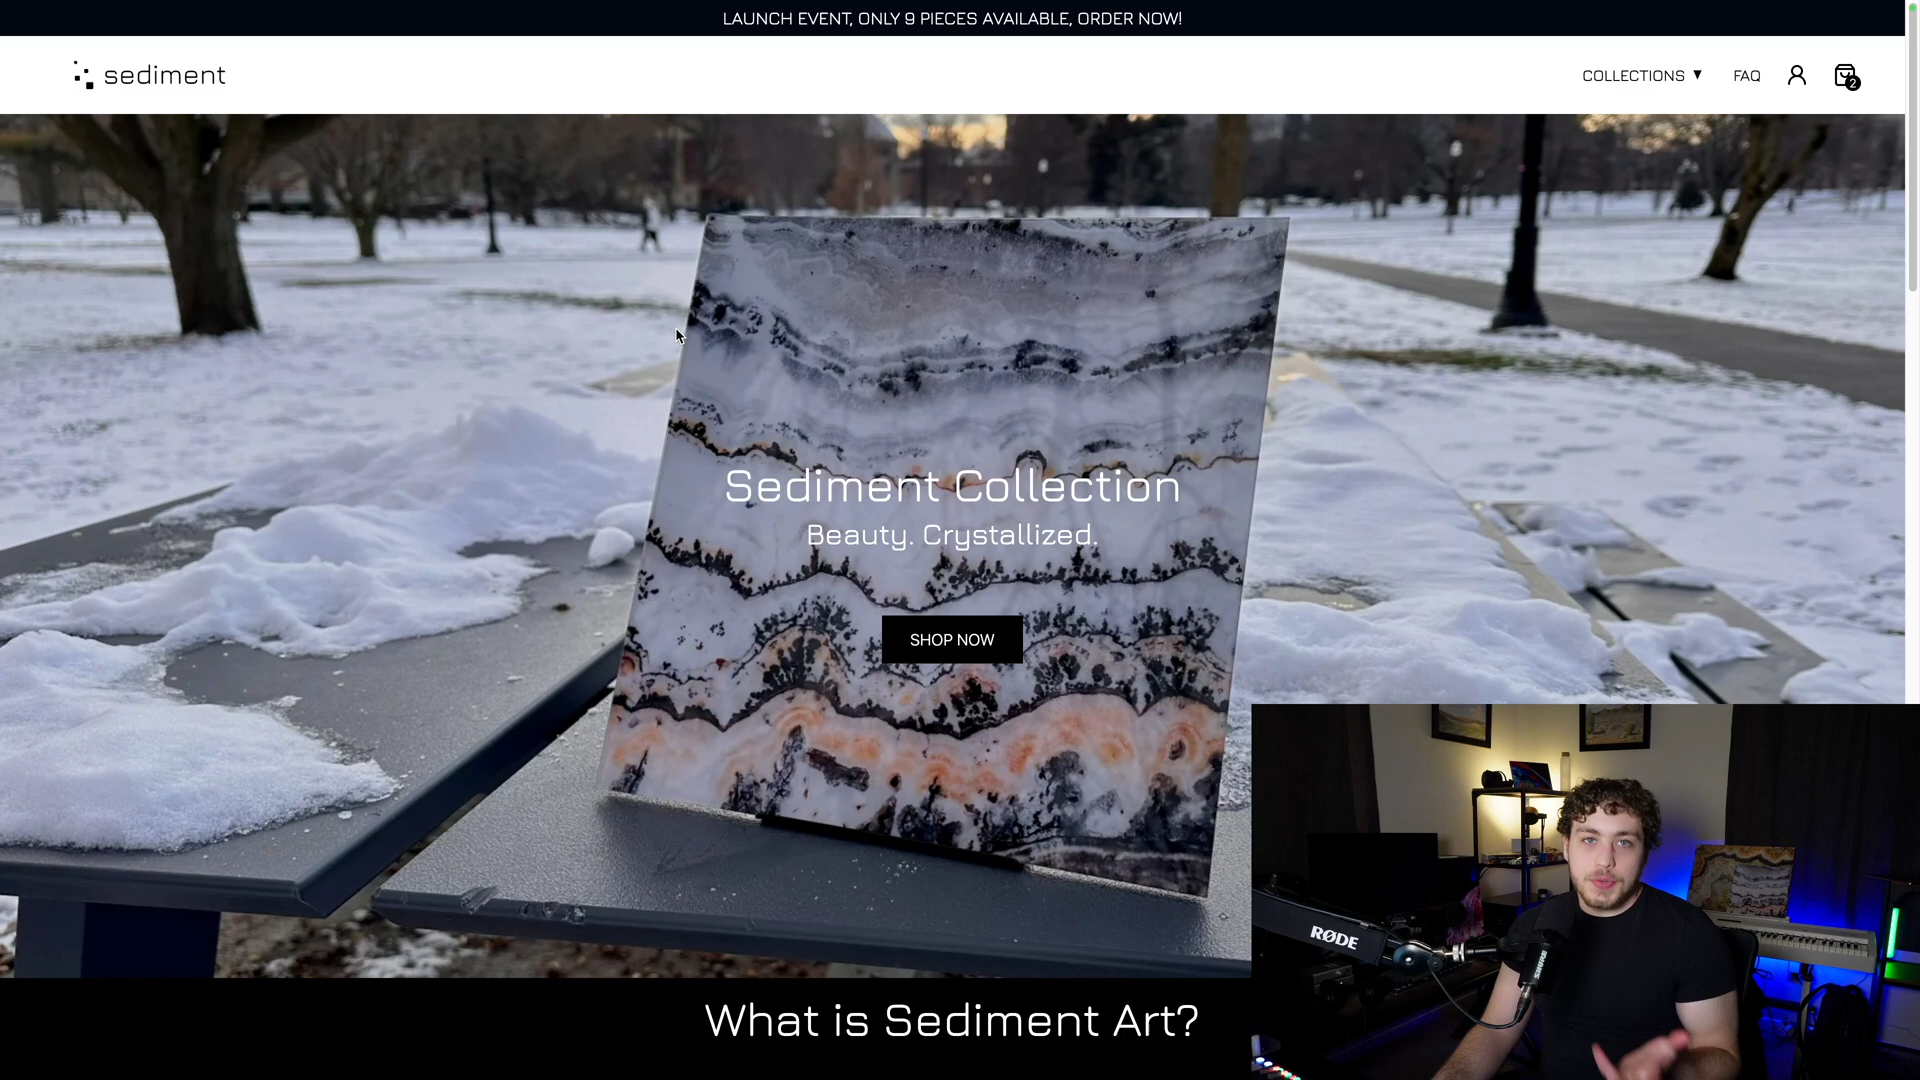 LAUNCH EVENT, ONLY 9 PIECES AVAILABLE, ORDER NOW!
sediment
COLLECTIONS ▼
FAQ
2
Sediment Collection
Beauty. Crystallized.
SHOP NOW
RØDE
SHURE
What is Sediment Art?